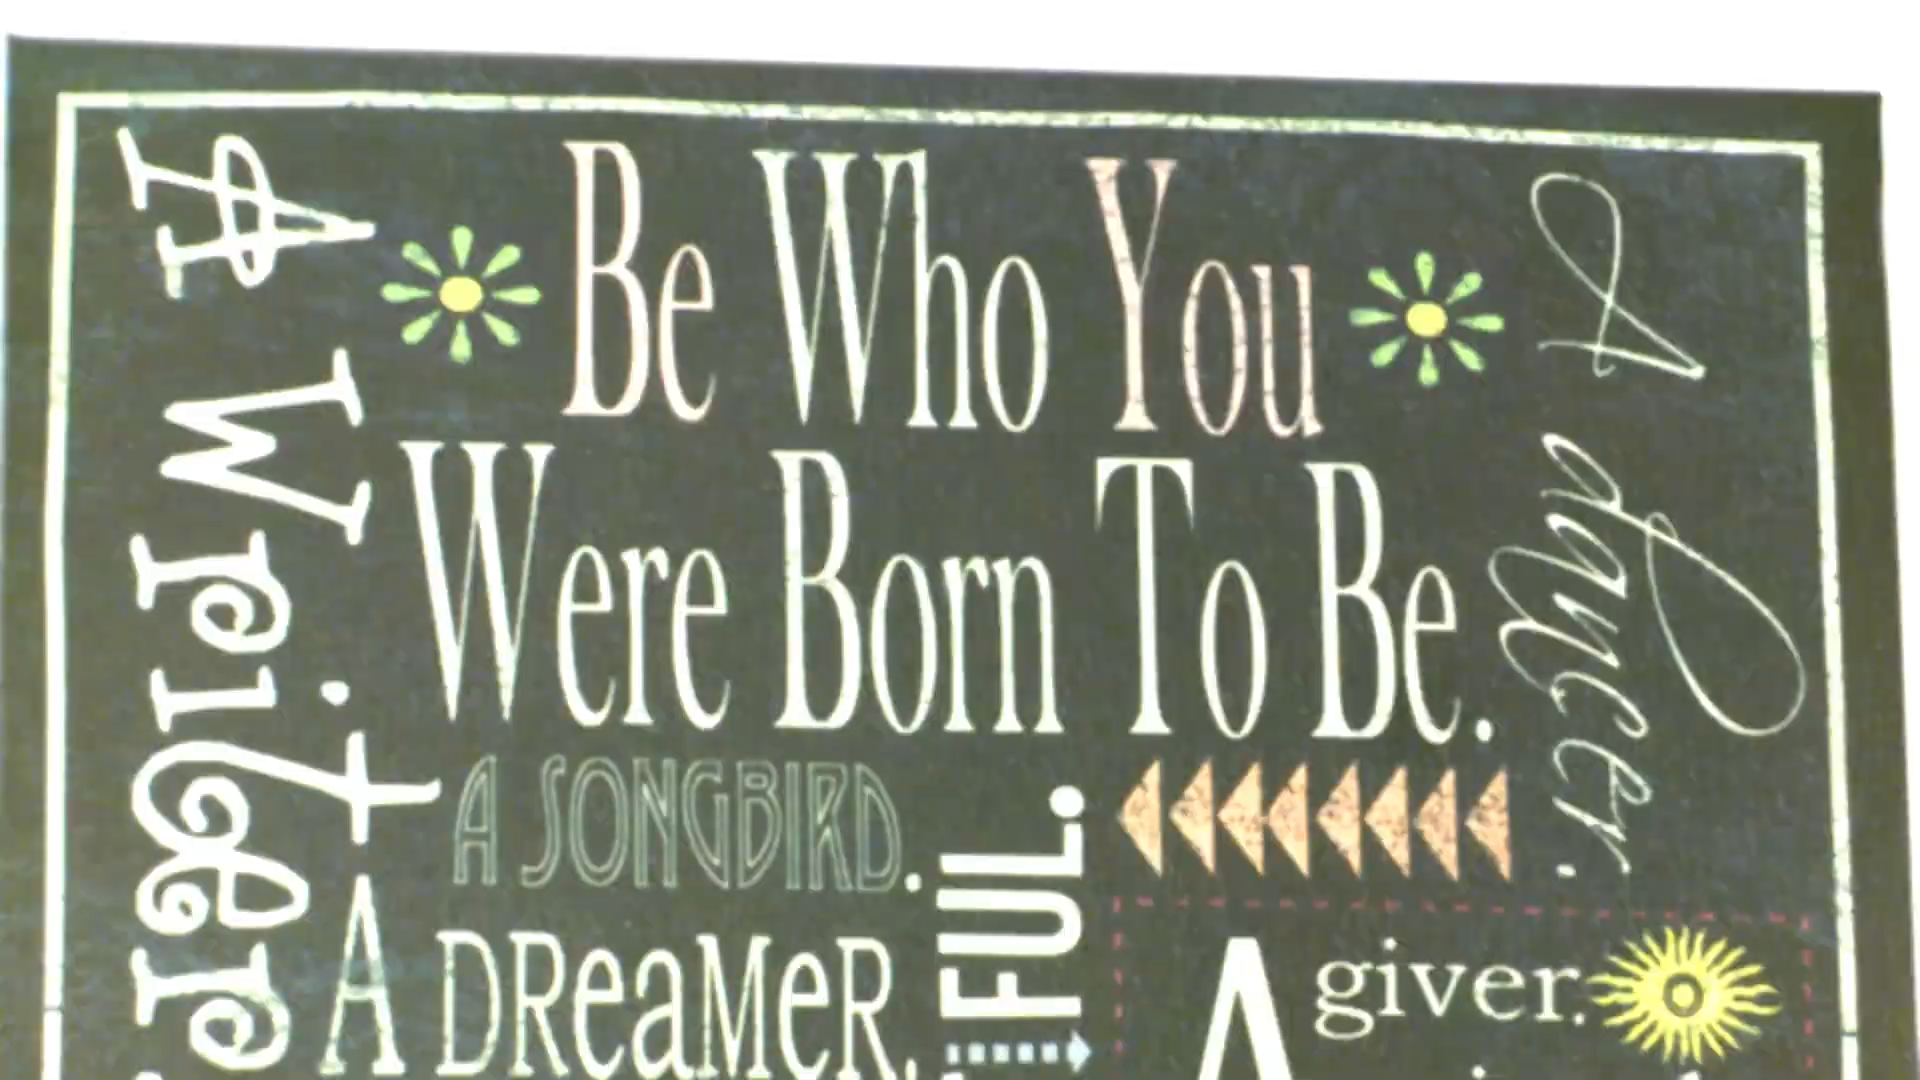 Be Who You
Were Born To Be.
A Writer
A dancer.
A SONGBIRD.
A DReaMeR.
FUL.
A
giver.